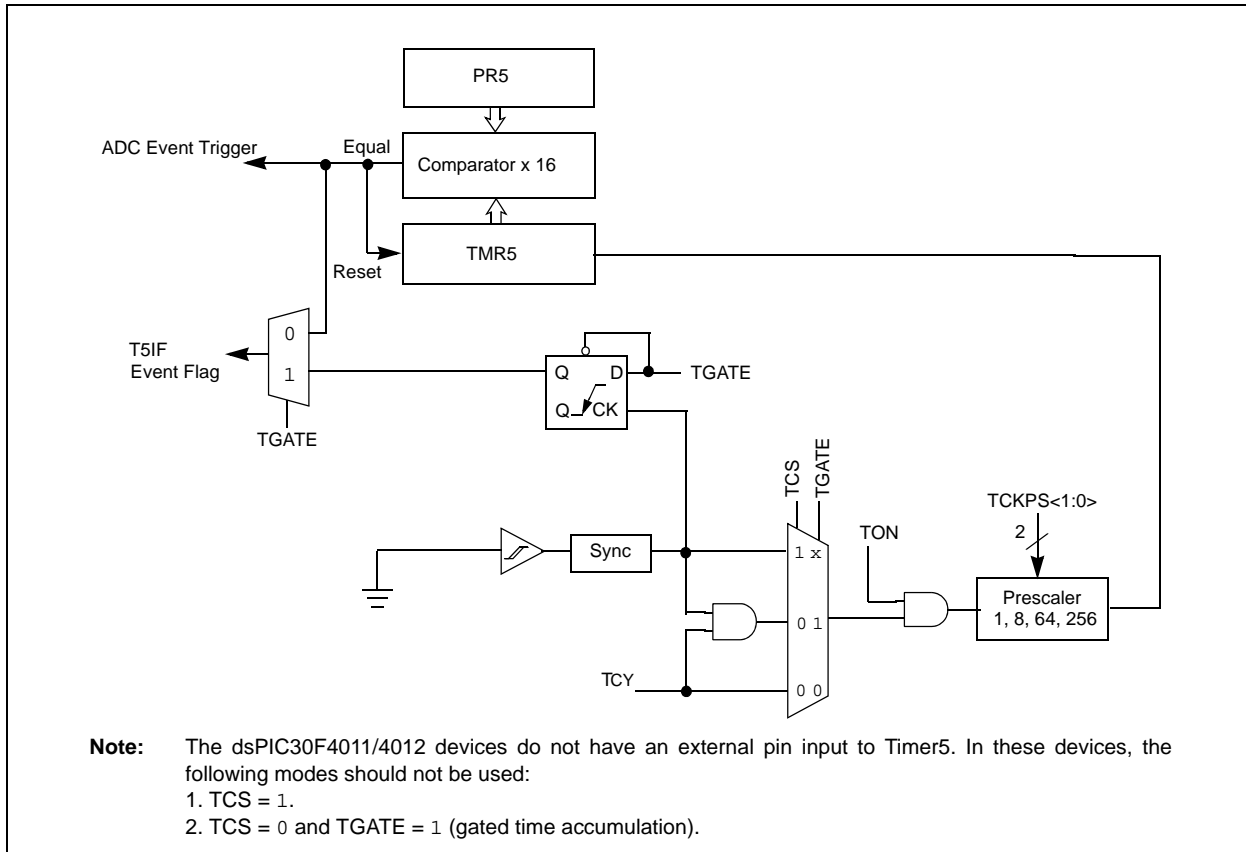 PR5
ADC Event Trigger
Equal
Comparator x 16
TMR5
Reset
0
T5IF
Event Flag
1
TGATE
Q
D
TGATE
Q
CK
TCS
TGATE
TCKPS<1:0>
2
TON
Sync
1 x
Prescaler
1, 8, 64, 256
0 1
TCY
0 0
Note: The dsPIC30F4011/4012 devices do not have an external pin input to Timer5. In these devices, the
following modes should not be used:
1. TCS = 1.
2. TCS = 0 and TGATE = 1 (gated time accumulation).